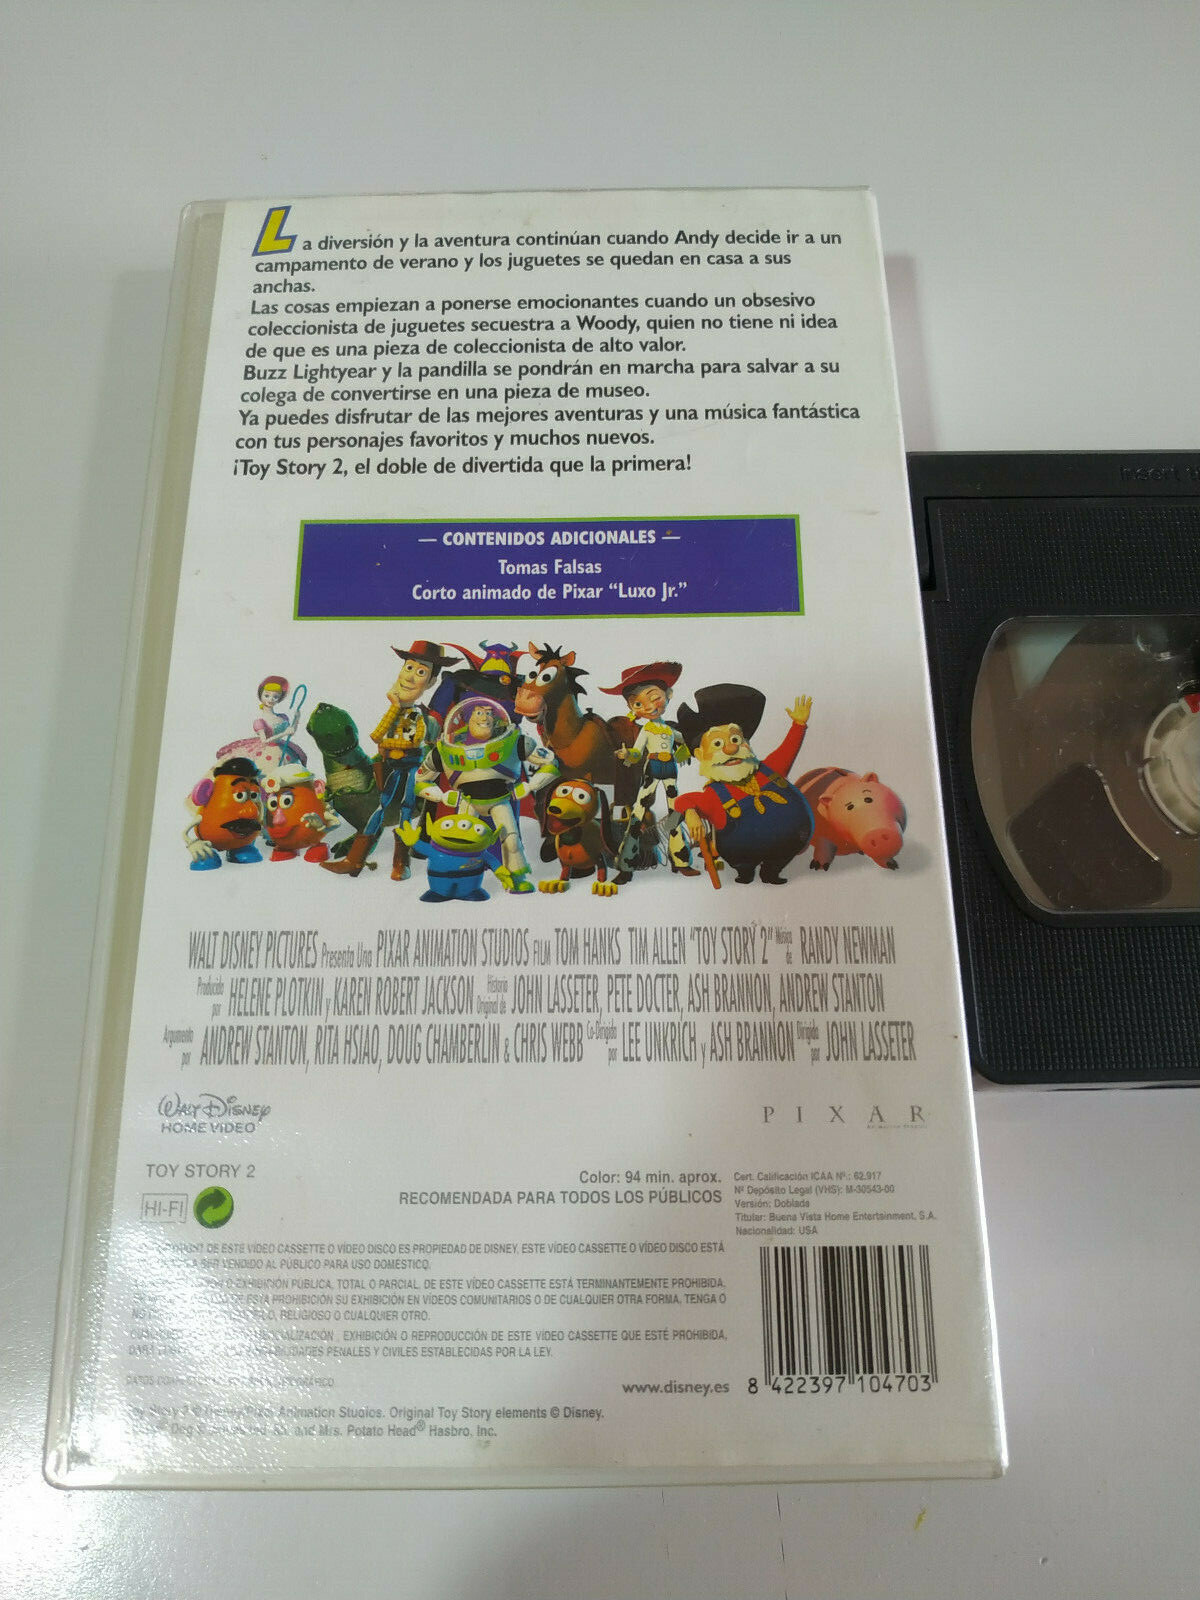 La diversión y la aventura continúan cuando Andy decide ir a un
campamento de verano y los juguetes se quedan en casa a sus
anchas.
Las cosas empiezan a ponerse emocionantes cuando un obsesivo
coleccionista de juguetes secuestra a Woody, quien no tiene ni idea
de que es una pieza de coleccionista de alto valor.
Buzz Lightyear y la pandilla se pondrán en marcha para salvar a su
colega de convertirse en una pieza de museo.
Ya puedes disfrutar de las mejores aventuras y una música fantástica
con tus personajes favoritos y muchos nuevos.
¡Toy Story 2, el doble de divertida que la primera!
— CONTENIDOS ADICIONALES —
Tomas Falsas
Corto animado de Pixar “Luxo Jr.”
WALT DISNEY PICTURES Presenta Una PIXAR ANIMATION STUDIOS FILM TOM HANKS TIM ALLEN "TOY STORY 2" Música de RANDY NEWMAN
Producida por HELENE PLOTKIN y KAREN ROBERT JACKSON Historia Original de JOHN LASSETER, PETE DOCTER, ASH BRANNON, ANDREW STANTON
Argumento por ANDREW STANTON, RITA HSIAO, DOUG CHAMBERLIN & CHRIS WEBB Co-Dirigida por LEE UNKRICH y ASH BRANNON Dirigida por JOHN LASSETER
WALT DISNEY
HOME VIDEO
PIXAR
TOY STORY 2
HI-FI
Color: 94 min. aprox.
RECOMENDADA PARA TODOS LOS PÚBLICOS
Cert. Calificación ICAA Nº.: 62.917
Nº Depósito Legal (VHS): M-30543-00
Versión: Doblada
Titular: Buena Vista Home Entertainment, S.A.
Nacionalidad: USA
DE ESTE VÍDEO CASSETTE O VÍDEO DISCO ES PROPIEDAD DE DISNEY, ESTE VÍDEO CASSETTE O VÍDEO DISCO ESTÁ
SER VENDIDO AL PÚBLICO PARA USO DOMÉSTICO.
O EXHIBICIÓN PÚBLICA, TOTAL O PARCIAL, DE ESTE VÍDEO CASSETTE ESTÁ TERMINANTEMENTE PROHIBIDA,
ESTA PROHIBICIÓN SU EXHIBICIÓN EN VÍDEOS COMUNITARIOS O DE CUALQUIER OTRA FORMA, TENGA O
RELIGIOSO O CUALQUIER OTRO.
EXHIBICIÓN O REPRODUCCIÓN DE ESTE VÍDEO CASSETTE QUE ESTÉ PROHIBIDA,
PENALES Y CIVILES ESTABLECIDAS POR LA LEY.
www.disney.es
8 422397 104703
Toy Story 2 © Disney/Pixar Animation Studios. Original Toy Story elements © Disney.
Dog and Mrs. Potato Head® Hasbro, Inc.
Insert